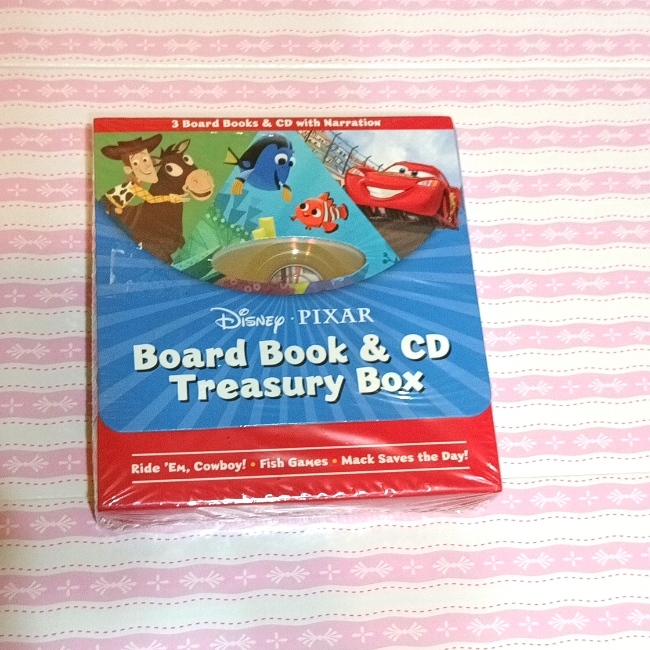 3 Board Books & CD with Narration
Disney · PIXAR
Board Book & CD
Treasury Box
Ride 'Em, Cowboy! • Fish Games • Mack Saves the Day!